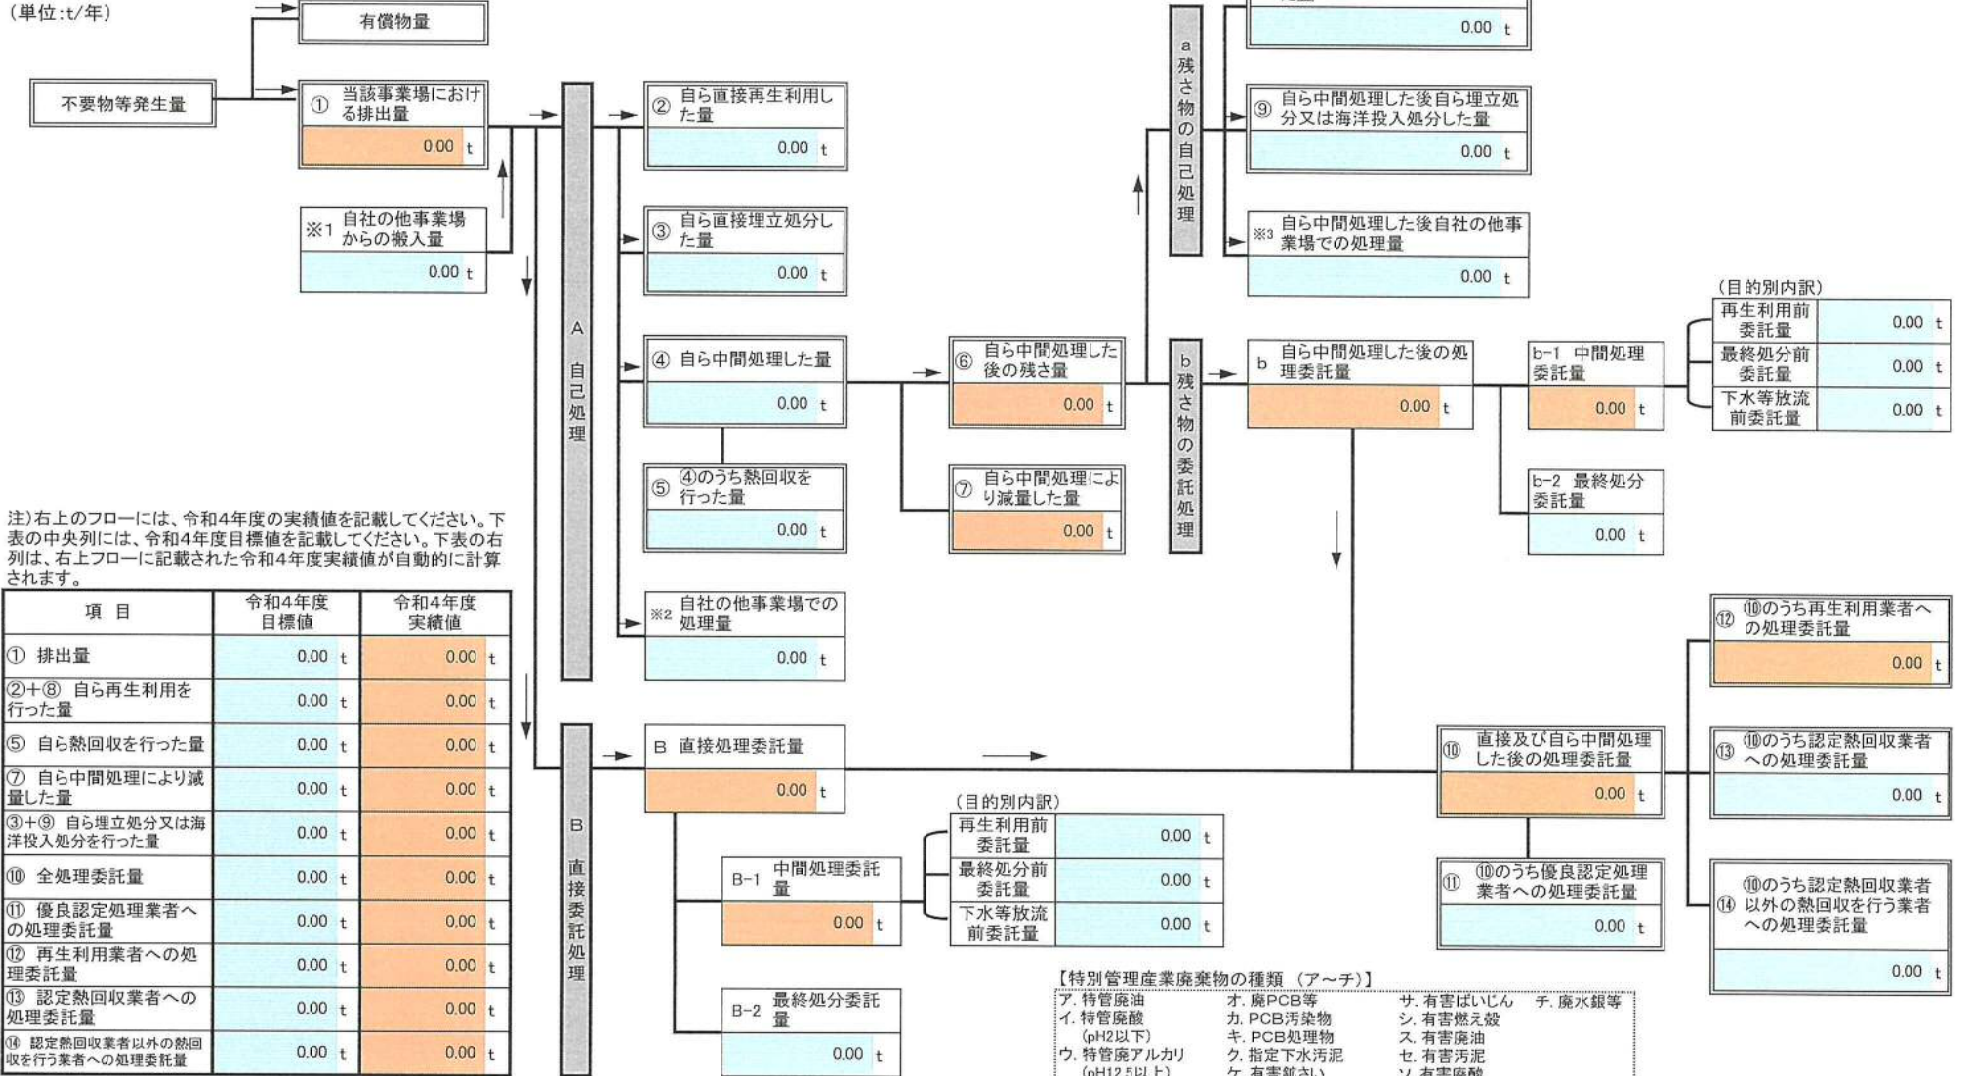 (単位:t/年)
有償物量
不要物等発生量
① 当該事業場におけ
る排出量
0.00 t
※1 自社の他事業場
からの搬入量
0.00 t
A 自己処理
② 自ら直接再生利用し
た量
0.00 t
③ 自ら直接埋立処分し
た量
0.00 t
④ 自ら中間処理した量
0.00 t
⑤ ④のうち熱回収を
行った量
0.00 t
※2 自社の他事業場での
処理量
0.00 t
⑥ 自ら中間処理した
後の残さ量
0.00 t
⑦ 自ら中間処理によ
り減量した量
0.00 t
a 残さ物の自己処理
0.00 t
⑨ 自ら中間処理した後自ら埋立処
分又は海洋投入処分した量
0.00 t
※3 自ら中間処理した後自社の他事
業場での処理量
0.00 t
b 残さ物の委託処理
b 自ら中間処理した後の処
理委託量
0.00 t
b-1 中間処理
委託量
0.00 t
(目的別内訳)
再生利用前
委託量 0.00 t
最終処分前
委託量 0.00 t
下水等放流
前委託量 0.00 t
b-2 最終処分
委託量
0.00 t
注)右上のフローには、令和4年度の実績値を記載してください。下
表の中央列には、令和4年度目標値を記載してください。下表の右
列は、右上フローに記載された令和4年度実績値が自動的に計算
されます。
項 目 令和4年度
目標値 令和4年度
実績値
① 排出量 0.00 t 0.00 t
②+⑧ 自ら再生利用を
行った量 0.00 t 0.00 t
⑤ 自ら熱回収を行った量 0.00 t 0.00 t
⑦ 自ら中間処理により減
量した量 0.00 t 0.00 t
③+⑨ 自ら埋立処分又は海
洋投入処分を行った量 0.00 t 0.00 t
⑩ 全処理委託量 0.00 t 0.00 t
⑪ 優良認定処理業者へ
の処理委託量 0.00 t 0.00 t
⑫ 再生利用業者への処
理委託量 0.00 t 0.00 t
⑬ 認定熱回収業者への
処理委託量 0.00 t 0.00 t
⑭ 認定熱回収業者以外の熱回
収を行う業者への処理委託量 0.00 t 0.00 t
B 直接委託処理
B 直接処理委託量
0.00 t
B-1 中間処理委託
量
0.00 t
(目的別内訳)
再生利用前
委託量 0.00 t
最終処分前
委託量 0.00 t
下水等放流
前委託量 0.00 t
B-2 最終処分委託
量
0.00 t
⑩ 直接及び自ら中間処理
した後の処理委託量
0.00 t
⑪ ⑩のうち優良認定処理
業者への処理委託量
0.00 t
⑫ ⑩のうち再生利用業者へ
の処理委託量
0.00 t
⑬ ⑩のうち認定熱回収業者
への処理委託量
0.00 t
⑩のうち認定熱回収業者
⑭ 以外の熱回収を行う業者
への処理委託量
0.00 t
【特別管理産業廃棄物の種類 (ア～チ)】
ア. 特管廃油 オ. 廃PCB等 サ. 有害ばいじん チ. 廃水銀等
イ. 特管廃酸 カ. PCB汚染物 シ. 有害燃え殻
(pH2以下) キ. PCB処理物 ス. 有害廃油
ウ. 特管廃アルカリ ク. 指定下水汚泥 セ. 有害汚泥
(pH12.5以上) ケ. 有害鉱さい ソ. 有害廃酸